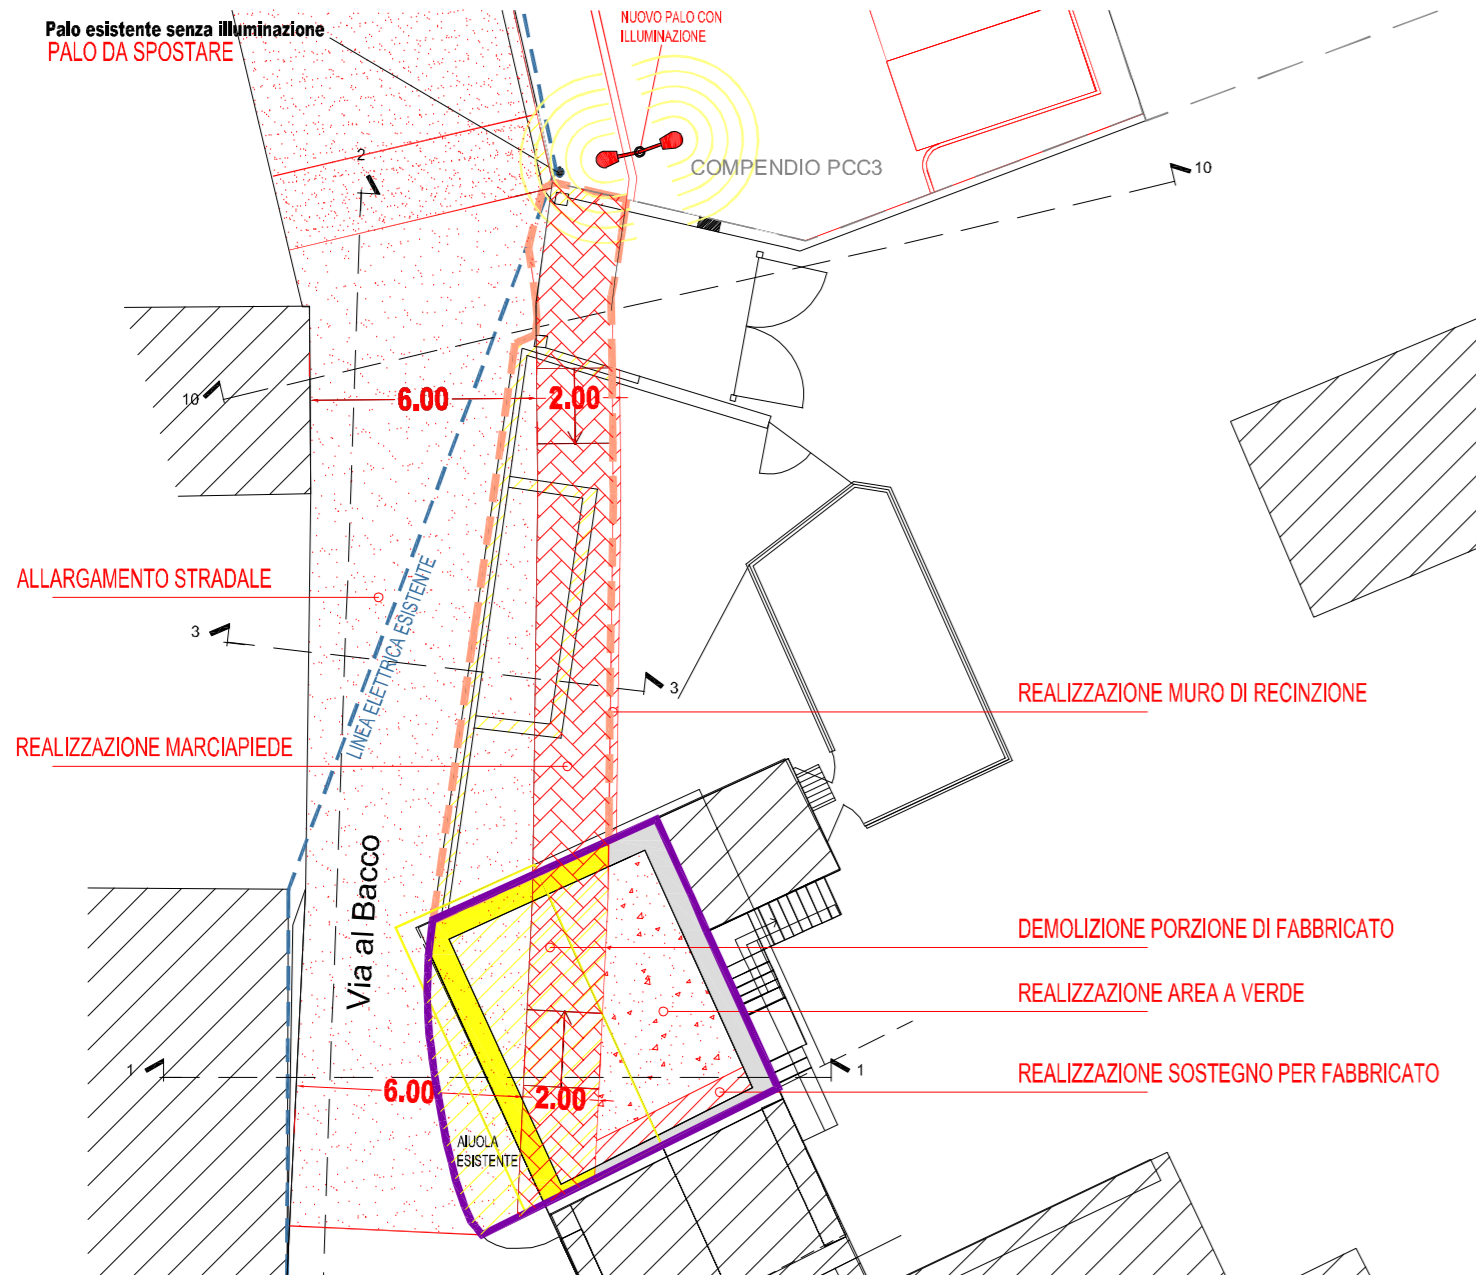 Palo esistente senza illuminazione
PALO DA SPOSTARE
NUOVO PALO CON
ILLUMINAZIONE
COMPENDIO PCC3
2
10
10
6.00
2.00
ALLARGAMENTO STRADALE
LINEA ELETTRICA ESISTENTE
3
3
REALIZZAZIONE MURO DI RECINZIONE
REALIZZAZIONE MARCIAPIEDE
Via al Bacco
DEMOLIZIONE PORZIONE DI FABBRICATO
REALIZZAZIONE AREA A VERDE
1
1
REALIZZAZIONE SOSTEGNO PER FABBRICATO
6.00
2.00
AIUOLA
ESISTENTE